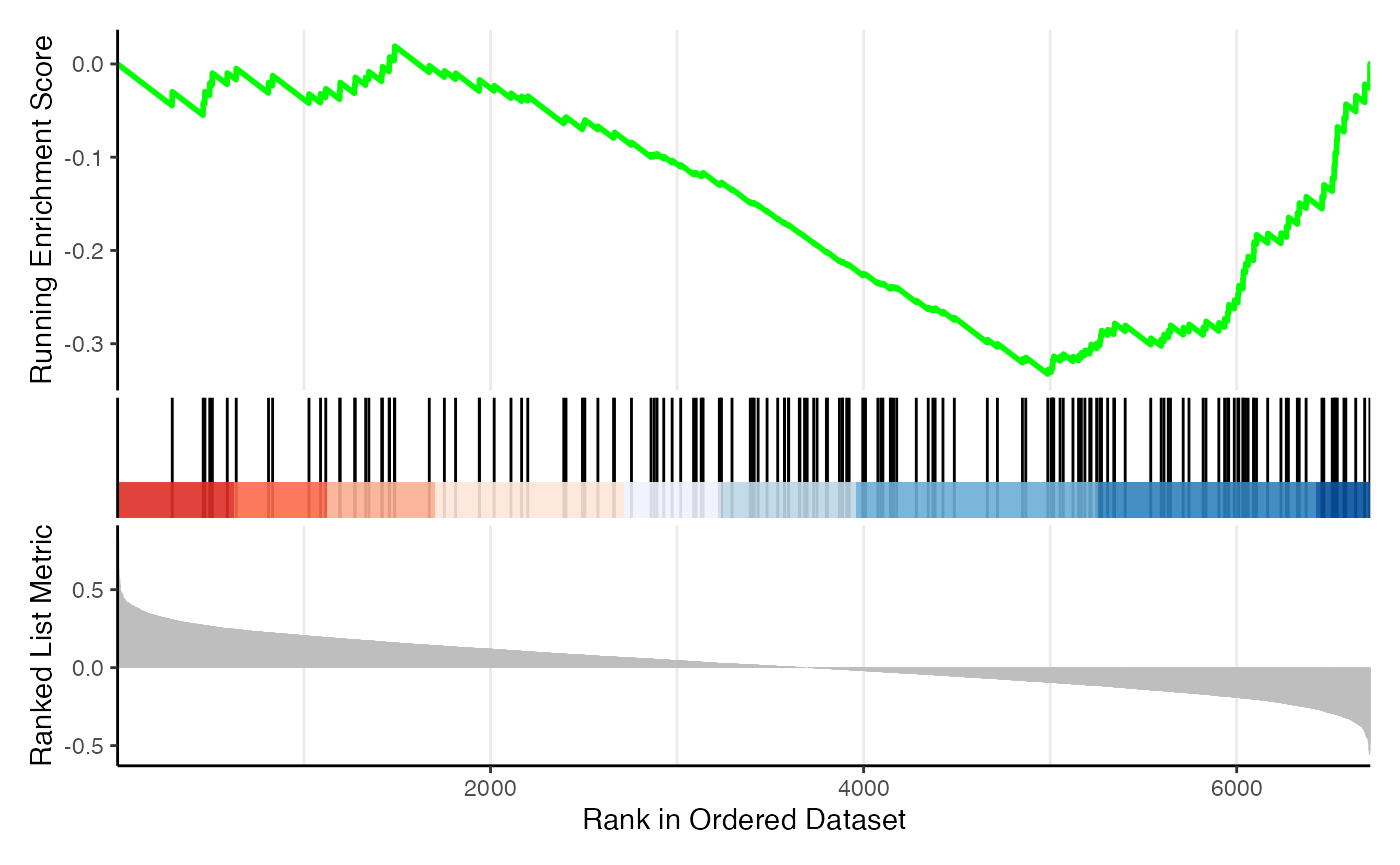 Running Enrichment Score
0.0
-0.1
-0.2
-0.3
Ranked List Metric
0.5
0.0
-0.5
2000 4000 6000
Rank in Ordered Dataset